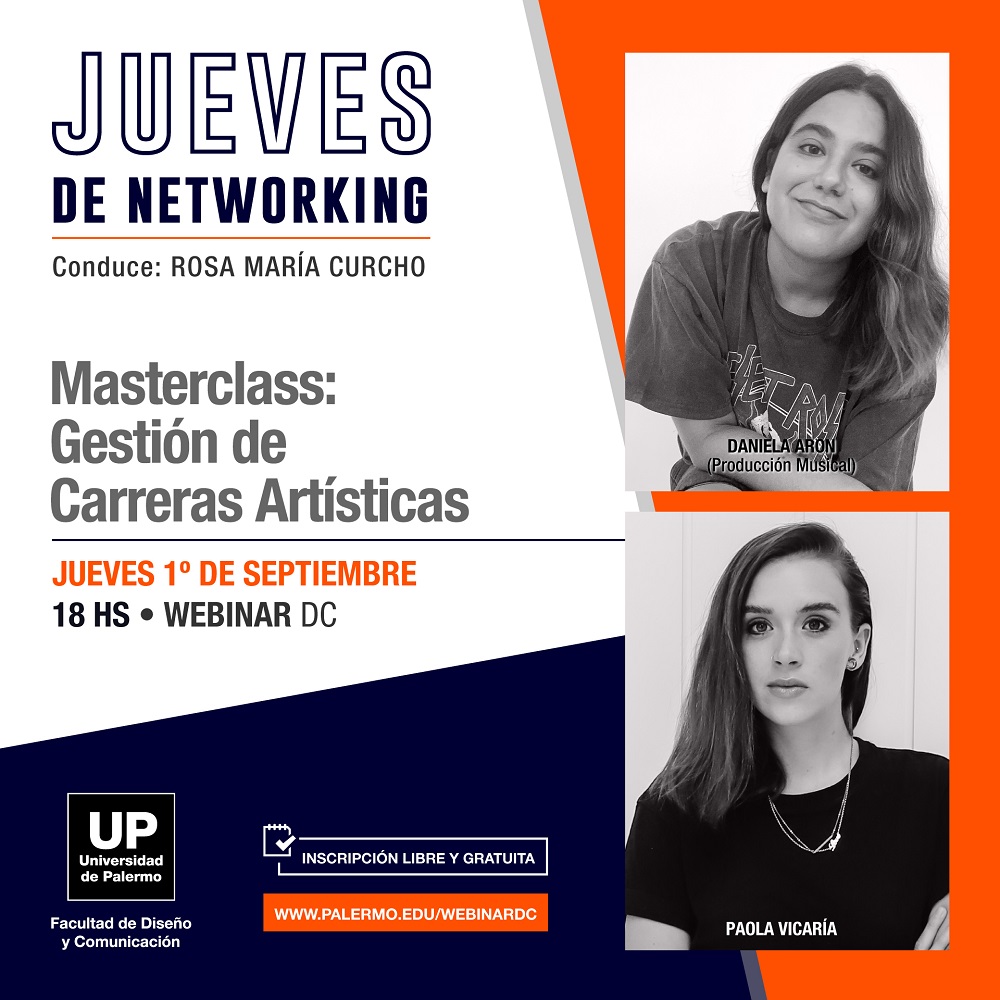 JUEVES
DE NETWORKING
Conduce: ROSA MARÍA CURCHO
Masterclass:
Gestión de
Carreras Artísticas
JUEVES 1º DE SEPTIEMBRE
18 HS • WEBINAR DC
DANIELA ARON
(Producción Musical)
PAOLA VICARÍA
UP
Universidad
de Palermo
Facultad de Diseño
y Comunicación
INSCRIPCIÓN LIBRE Y GRATUITA
WWW.PALERMO.EDU/WEBINARDC